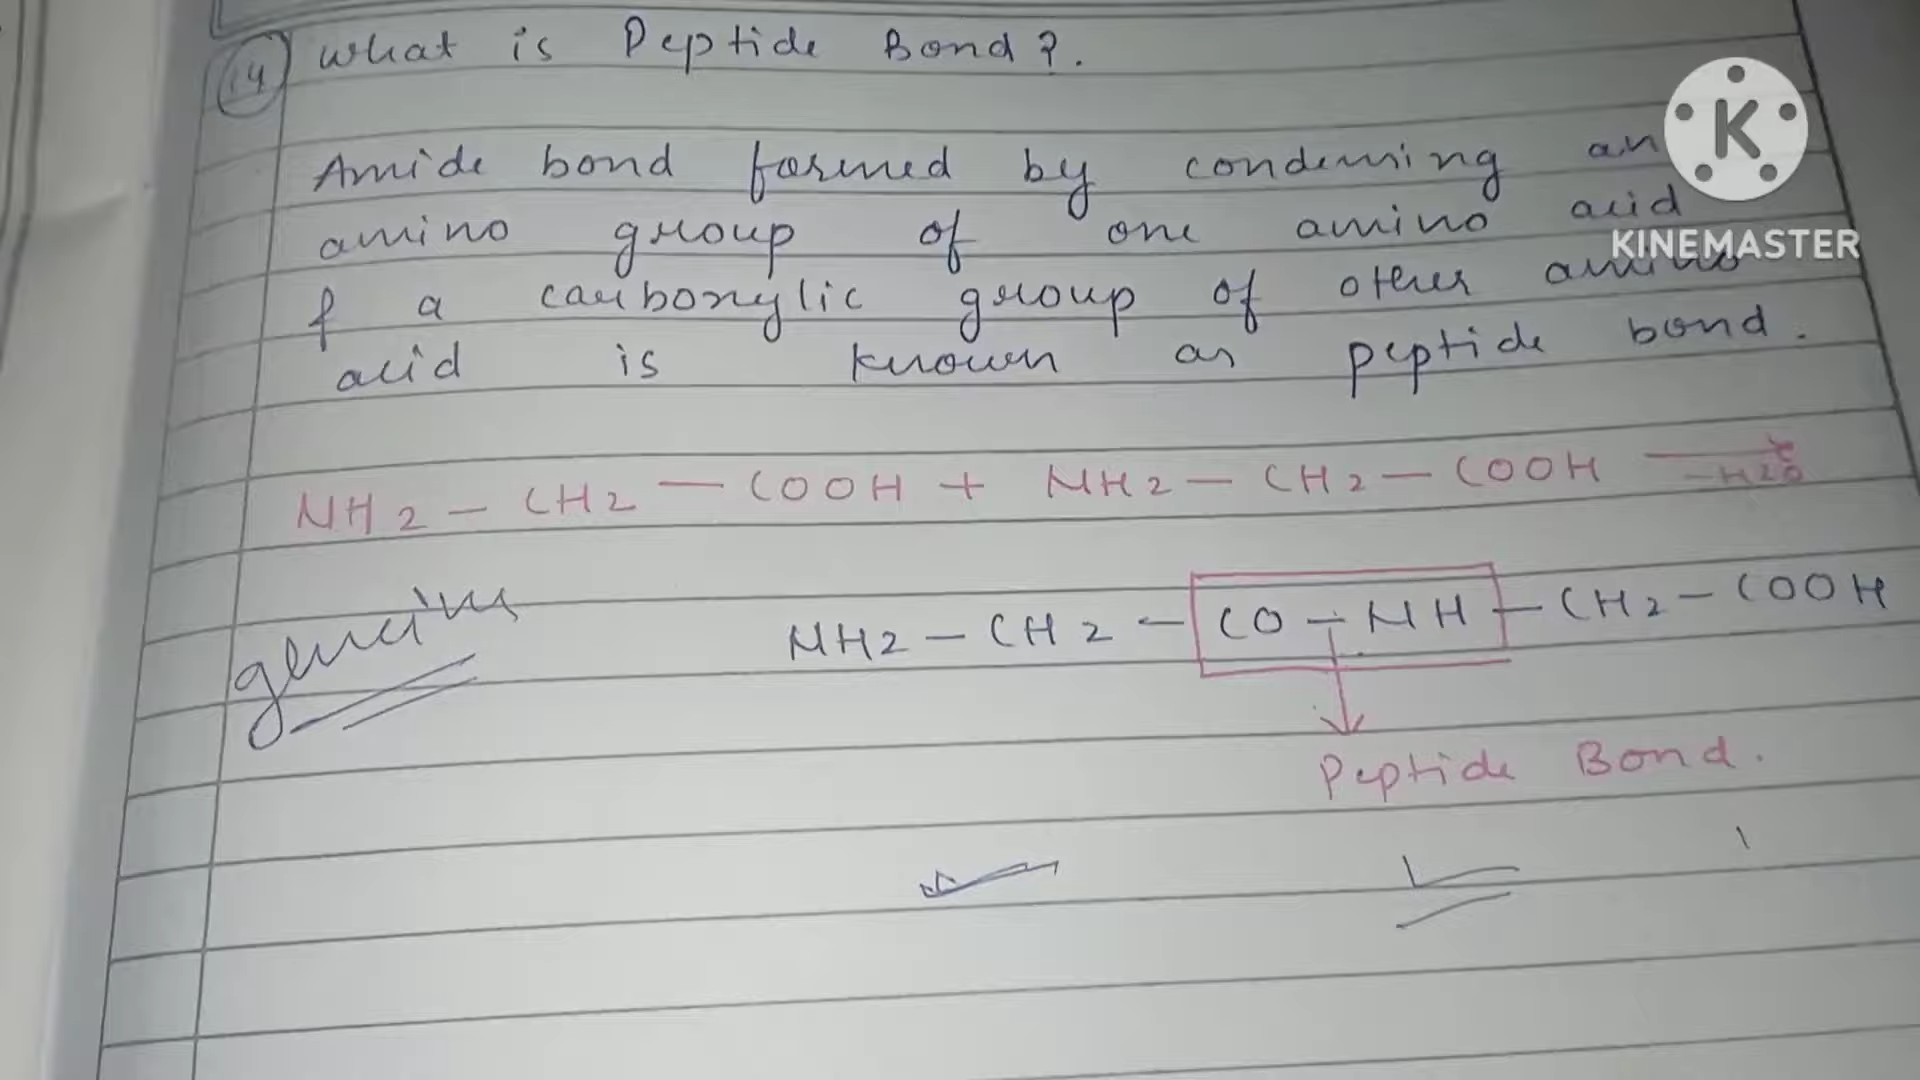 14 What is Peptide Bond?.
Amide bond formed by condensing an
amino group of one amino acid
& a carboxylic group of other amino
acid is known as peptide bond.
NH2 - CH2 - COOH + NH2 - CH2 - COOH → -H2O
NH2 - CH2 - CO - NH - CH2 - COOH
Peptide Bond.
K
KINEMASTER